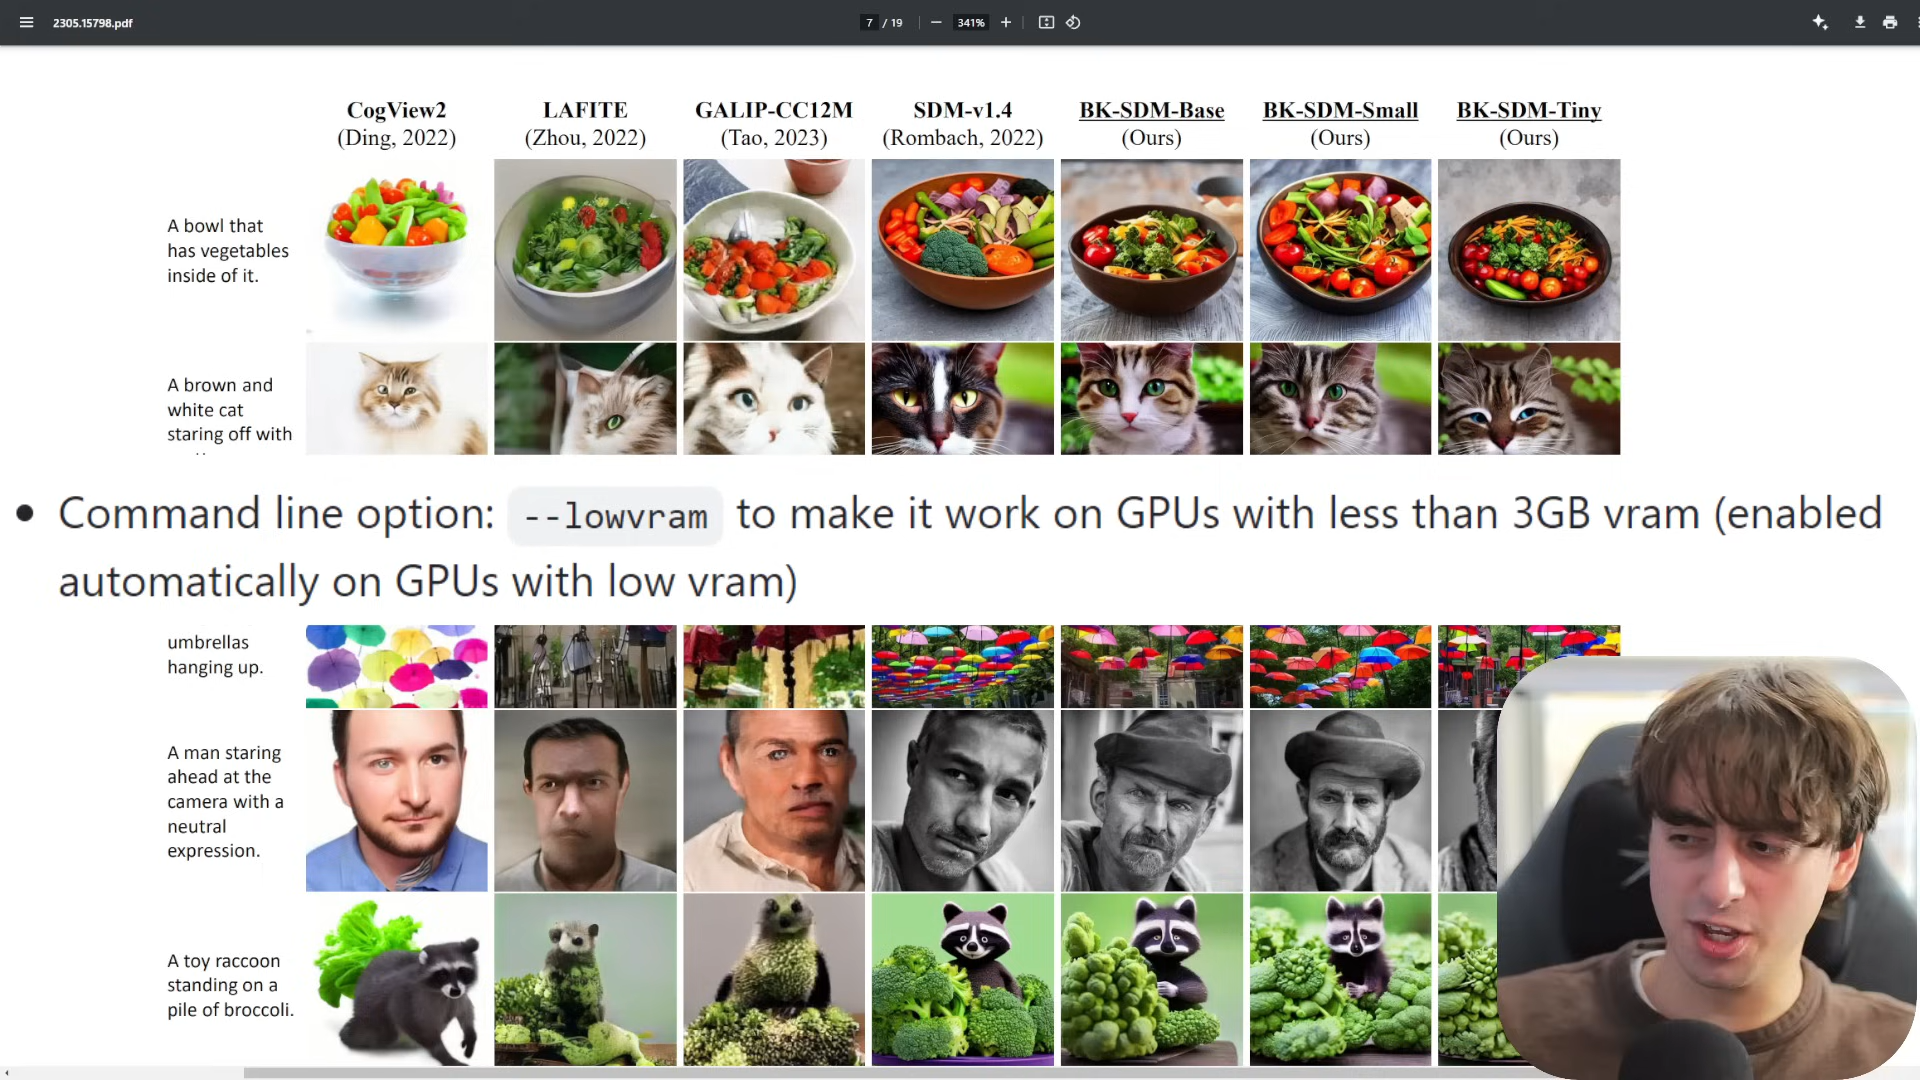 2305.15798.pdf
7 / 19
341%
CogView2 LAFITE GALIP-CC12M SDM-v1.4 BK-SDM-Base BK-SDM-Small BK-SDM-Tiny
(Ding, 2022) (Zhou, 2022) (Tao, 2023) (Rombach, 2022) (Ours) (Ours) (Ours)
A bowl that
has vegetables
inside of it.
A brown and
white cat
staring off with
• Command line option: --lowvram to make it work on GPUs with less than 3GB vram (enabled
automatically on GPUs with low vram)
umbrellas
hanging up.
A man staring
ahead at the
camera with a
neutral
expression.
A toy raccoon
standing on a
pile of broccoli.